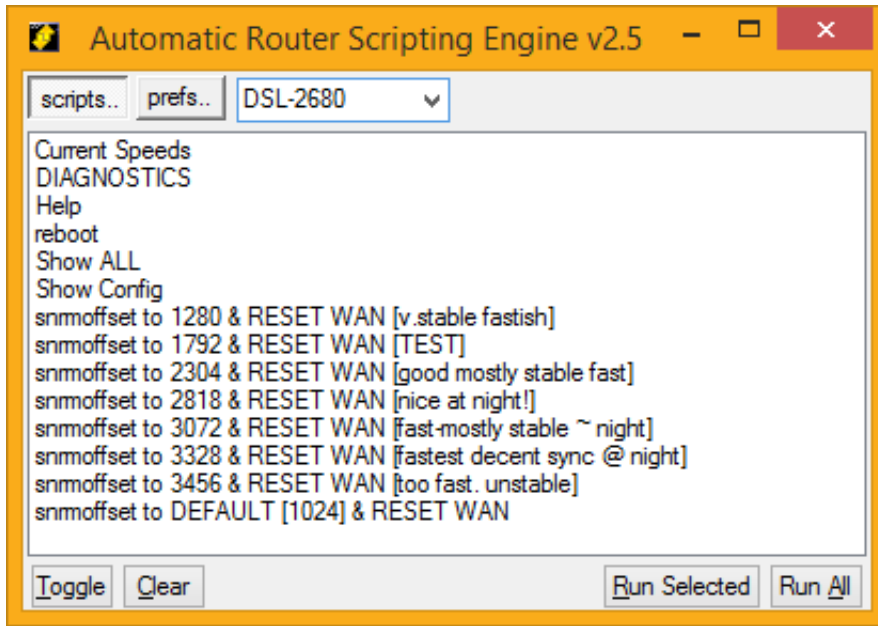 Automatic Router Scripting Engine v2.5
scripts.. prefs.. DSL-2680
Current Speeds
DIAGNOSTICS
Help
reboot
Show ALL
Show Config
snrmoffset to 1280 & RESET WAN [v.stable fastish]
snrmoffset to 1792 & RESET WAN [TEST]
snrmoffset to 2304 & RESET WAN [good mostly stable fast]
snrmoffset to 2818 & RESET WAN [nice at night!]
snrmoffset to 3072 & RESET WAN [fast-mostly stable ~ night]
snrmoffset to 3328 & RESET WAN [fastest decent sync @ night]
snrmoffset to 3456 & RESET WAN [too fast. unstable]
snrmoffset to DEFAULT [1024] & RESET WAN
Toggle Clear Run Selected Run All